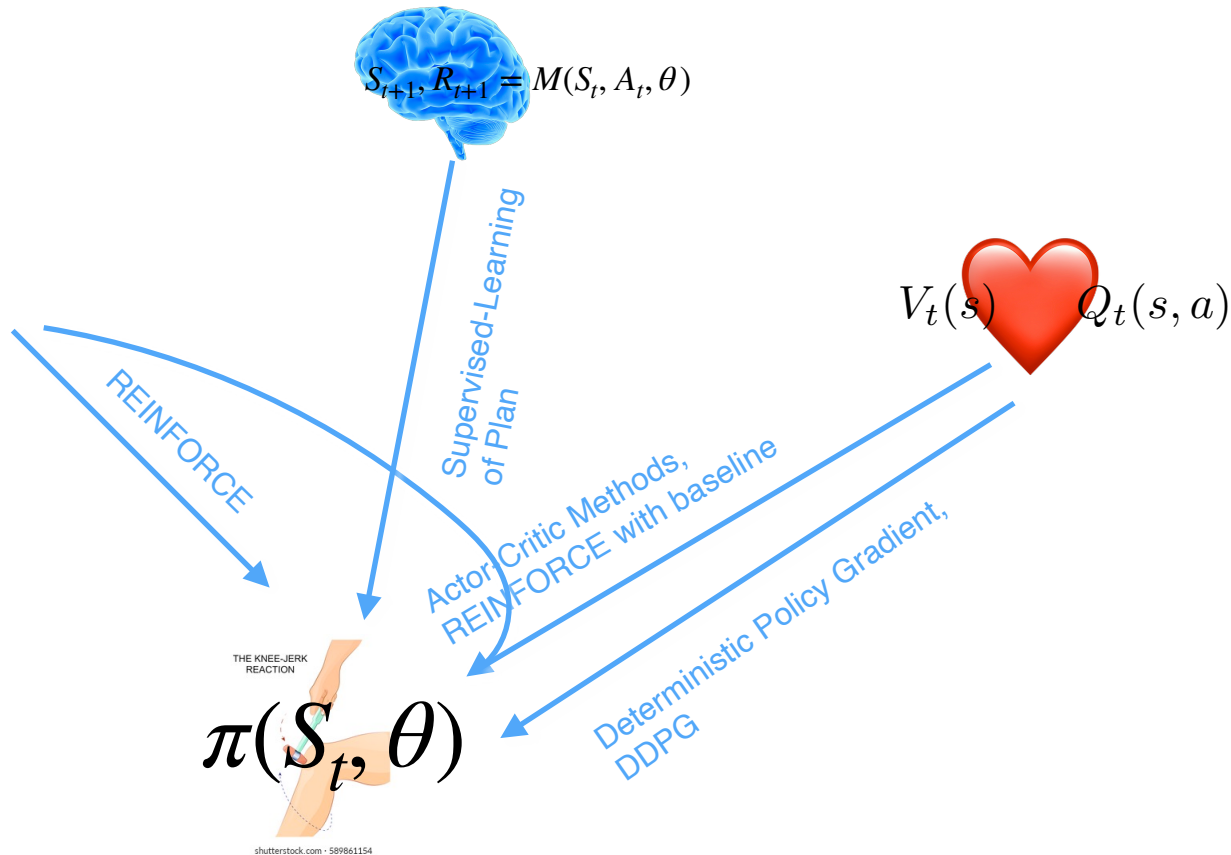 S_{t+1}, R_{t+1} = M(S_t, A_t, θ)
Supervised-Learning
of Plan
V_t(s)
Q_t(s, a)
REINFORCE
Actor-Critic Methods,
REINFORCE with baseline
Deterministic Policy Gradient,
DDPG
THE KNEE-JERK
REACTION
π(S_t, θ)
shutterstock.com · 589861154